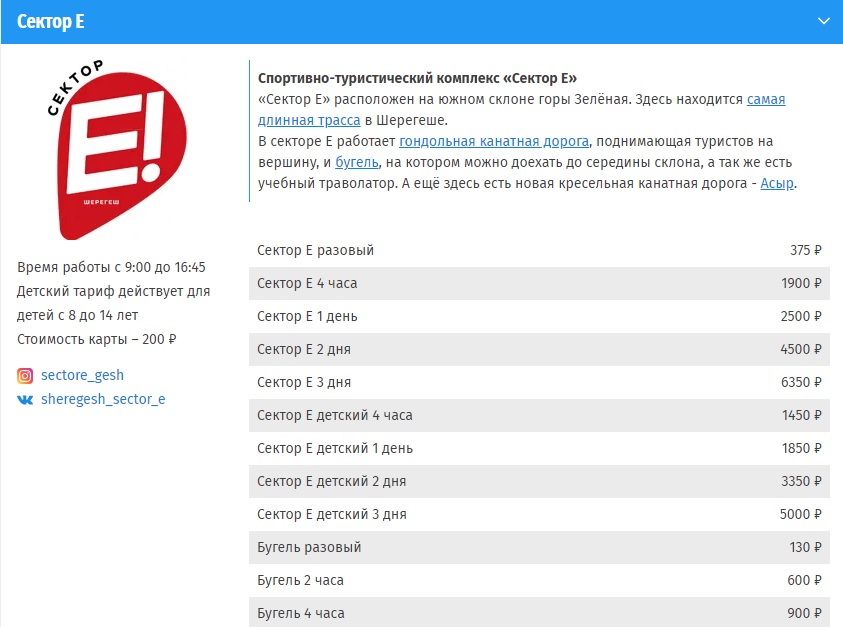 Сектор Е
СЕКТОР
Е!
ШЕРЕГЕШ
Время работы с 9:00 до 16:45
Детский тариф действует для
детей с 8 до 14 лет
Стоимость карты – 200 ₽
sectore_gesh
sheregesh_sector_e
Спортивно-туристический комплекс «Сектор Е»
«Сектор Е» расположен на южном склоне горы Зелёная. Здесь находится самая
длинная трасса в Шерегеше.
В секторе Е работает гондольная канатная дорога, поднимающая туристов на
вершину, и бугель, на котором можно доехать до середины склона, а так же есть
учебный траволатор. А ещё здесь есть новая кресельная канатная дорога - Асыр.
Сектор Е разовый 375 ₽
Сектор Е 4 часа 1900 ₽
Сектор Е 1 день 2500 ₽
Сектор Е 2 дня 4500 ₽
Сектор Е 3 дня 6350 ₽
Сектор Е детский 4 часа 1450 ₽
Сектор Е детский 1 день 1850 ₽
Сектор Е детский 2 дня 3350 ₽
Сектор Е детский 3 дня 5000 ₽
Бугель разовый 130 ₽
Бугель 2 часа 600 ₽
Бугель 4 часа 900 ₽